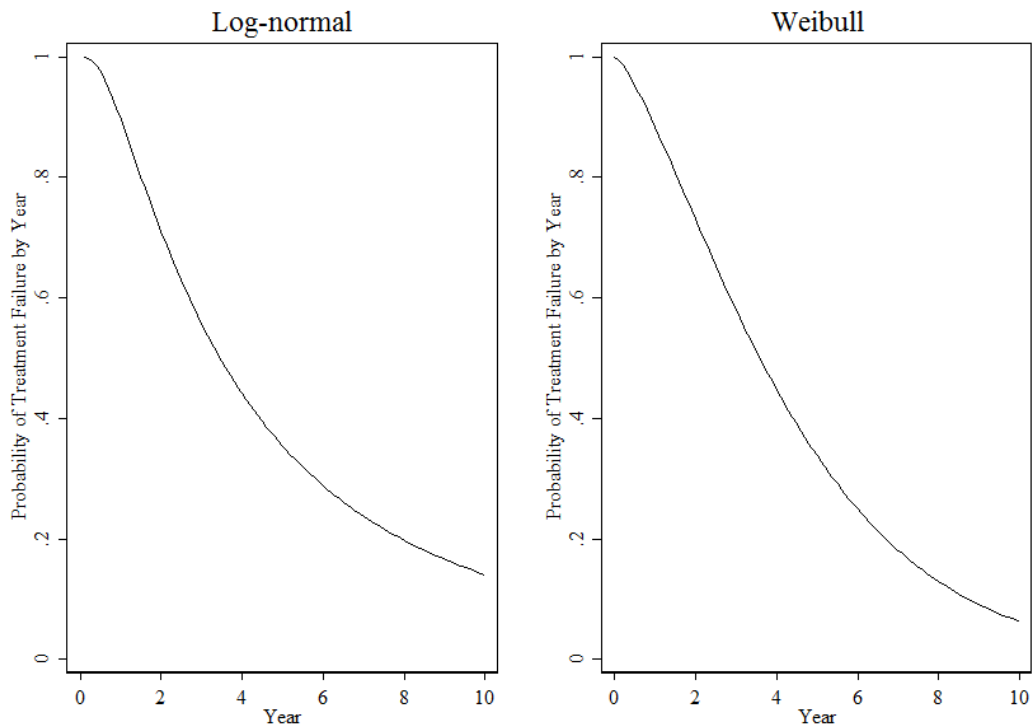 Log-normal
Probability of Treatment Failure by Year
1
.8
.6
.4
.2
0
0 2 4 6 8 10
Year
Weibull
Probability of Treatment Failure by Year
1
.8
.6
.4
.2
0
0 2 4 6 8 10
Year